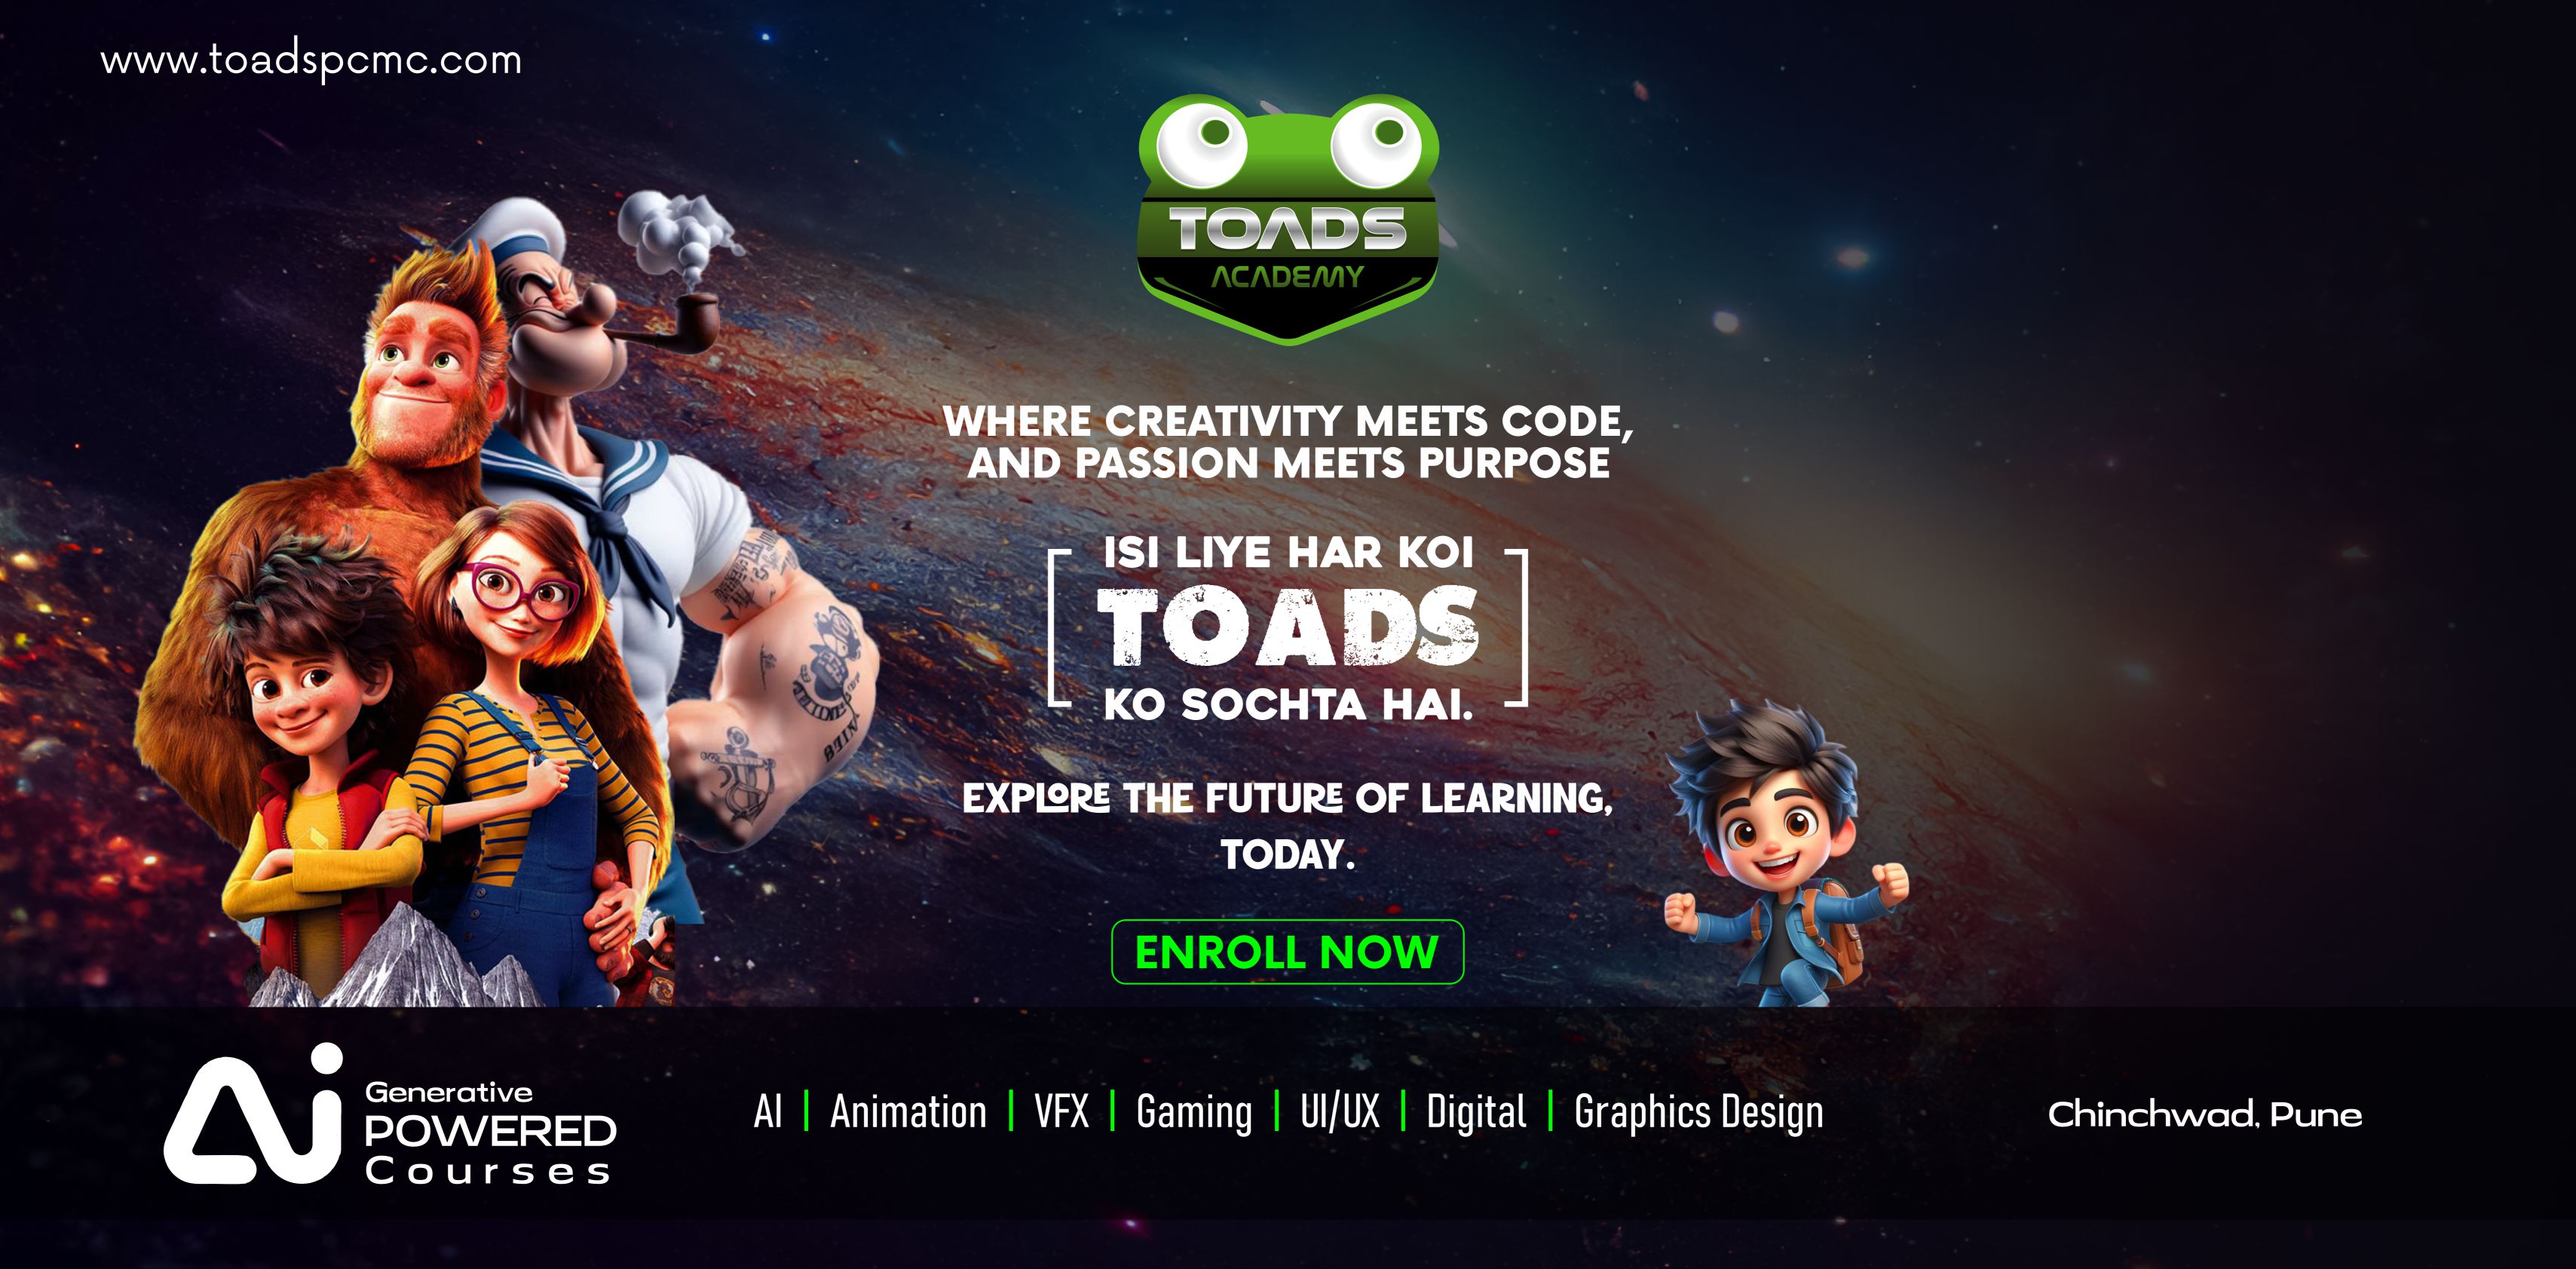 www.toadspcmc.com
TOADS
ACADEMY
WHERE CREATIVITY MEETS CODE,
AND PASSION MEETS PURPOSE
ISI LIYE HAR KOI
TOADS
KO SOCHTA HAI.
EXPLORE THE FUTURE OF LEARNING,
TODAY.
ENROLL NOW
Ai
Generative
POWERED
Courses
AI | Animation | VFX | Gaming | UI/UX | Digital | Graphics Design
Chinchwad, Pune